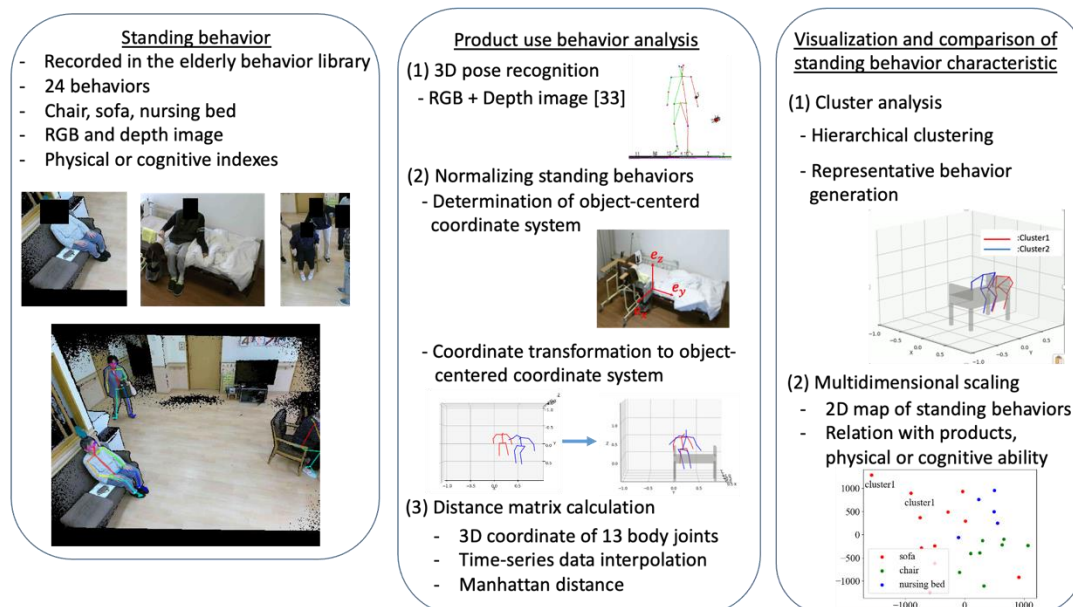 Standing behavior
- Recorded in the elderly behavior library
- 24 behaviors
- Chair, sofa, nursing bed
- RGB and depth image
- Physical or cognitive indexes
Product use behavior analysis
(1) 3D pose recognition
- RGB + Depth image [33]
(2) Normalizing standing behaviors
- Determination of object-centerd
coordinate system
e_z
e_y
- Coordinate transformation to object-
centered coordinate system
(3) Distance matrix calculation
- 3D coordinate of 13 body joints
- Time-series data interpolation
- Manhattan distance
Visualization and comparison of
standing behavior characteristic
(1) Cluster analysis
- Hierarchical clustering
- Representative behavior
generation
:Cluster1
:Cluster2
(2) Multidimensional scaling
- 2D map of standing behaviors
- Relation with products,
physical or cognitive ability
cluster1
cluster1
1000
500
0
-500
-1000
sofa
chair
nursing bed
-1000 0 1000